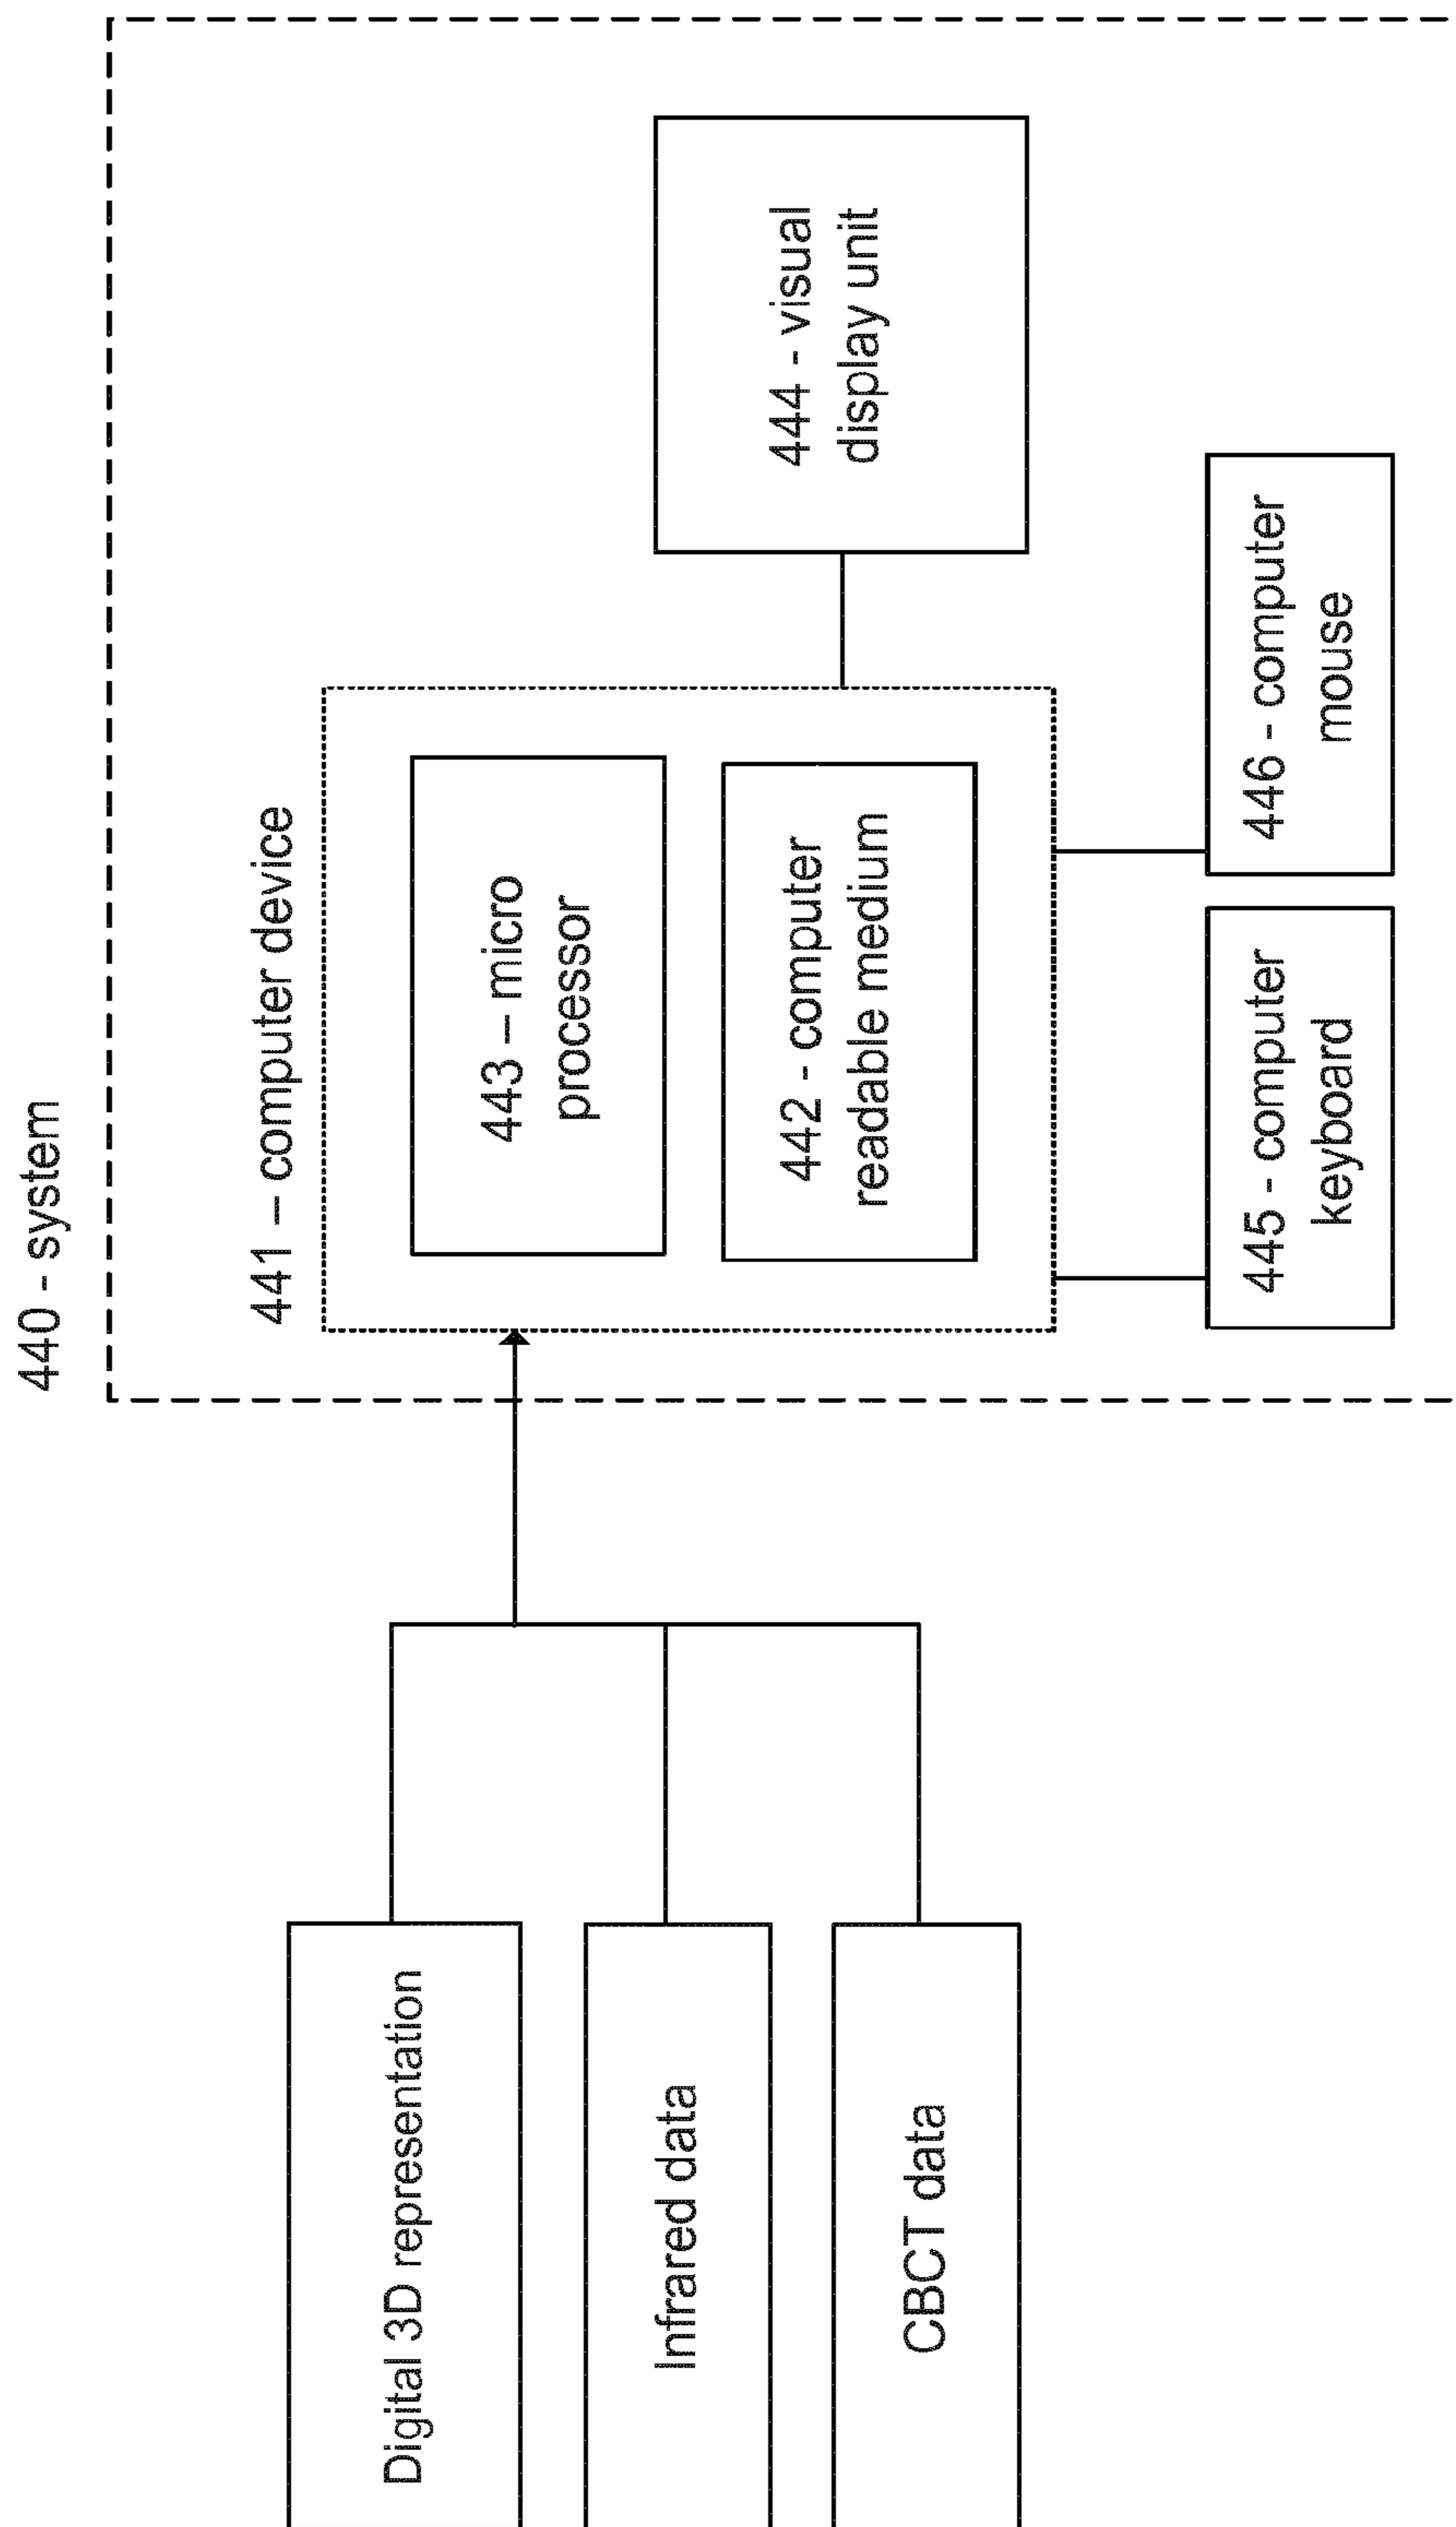 440 - system
441 – computer device
443 – micro
processor
442 - computer
readable medium
444 - visual
display unit
445 - computer
keyboard
446 - computer
mouse
Digital 3D representation
Infrared data
CBCT data